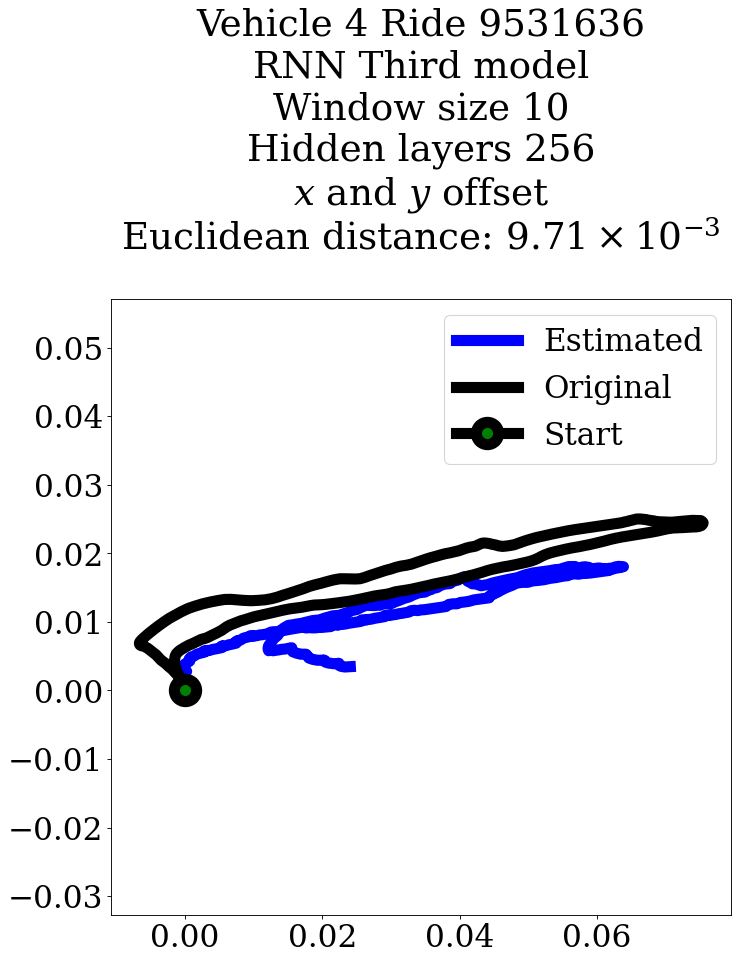 Vehicle 4 Ride 9531636
RNN Third model
Window size 10
Hidden layers 256
x and y offset
Euclidean distance: 9.71 × 10⁻³
Estimated
Original
Start
0.05
0.04
0.03
0.02
0.01
0.00
−0.01
−0.02
−0.03
0.00 0.02 0.04 0.06